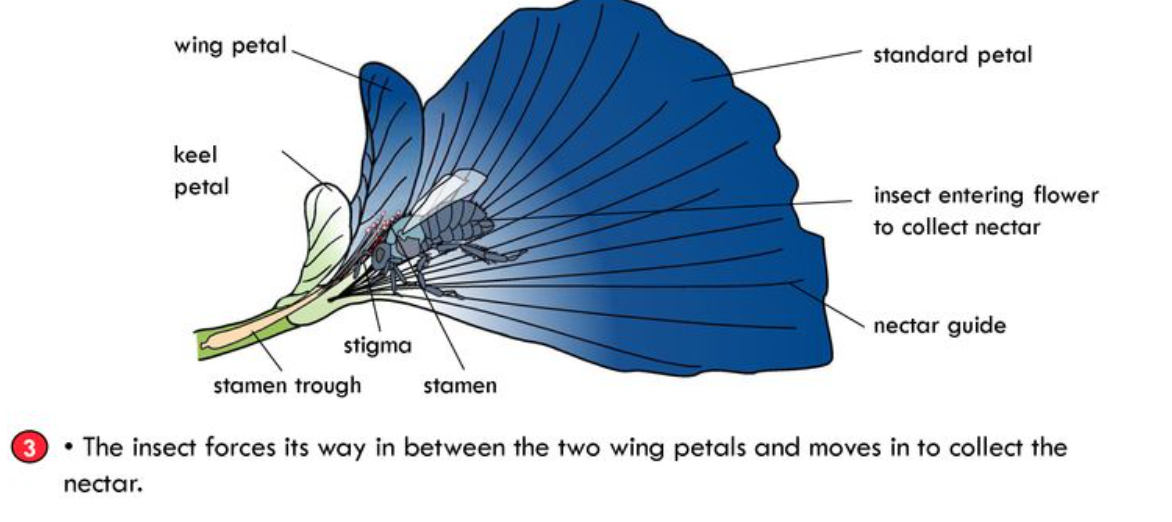 wing petal
standard petal
keel
petal
insect entering flower
to collect nectar
nectar guide
stigma
stamen trough
stamen
3 • The insect forces its way in between the two wing petals and moves in to collect the
nectar.